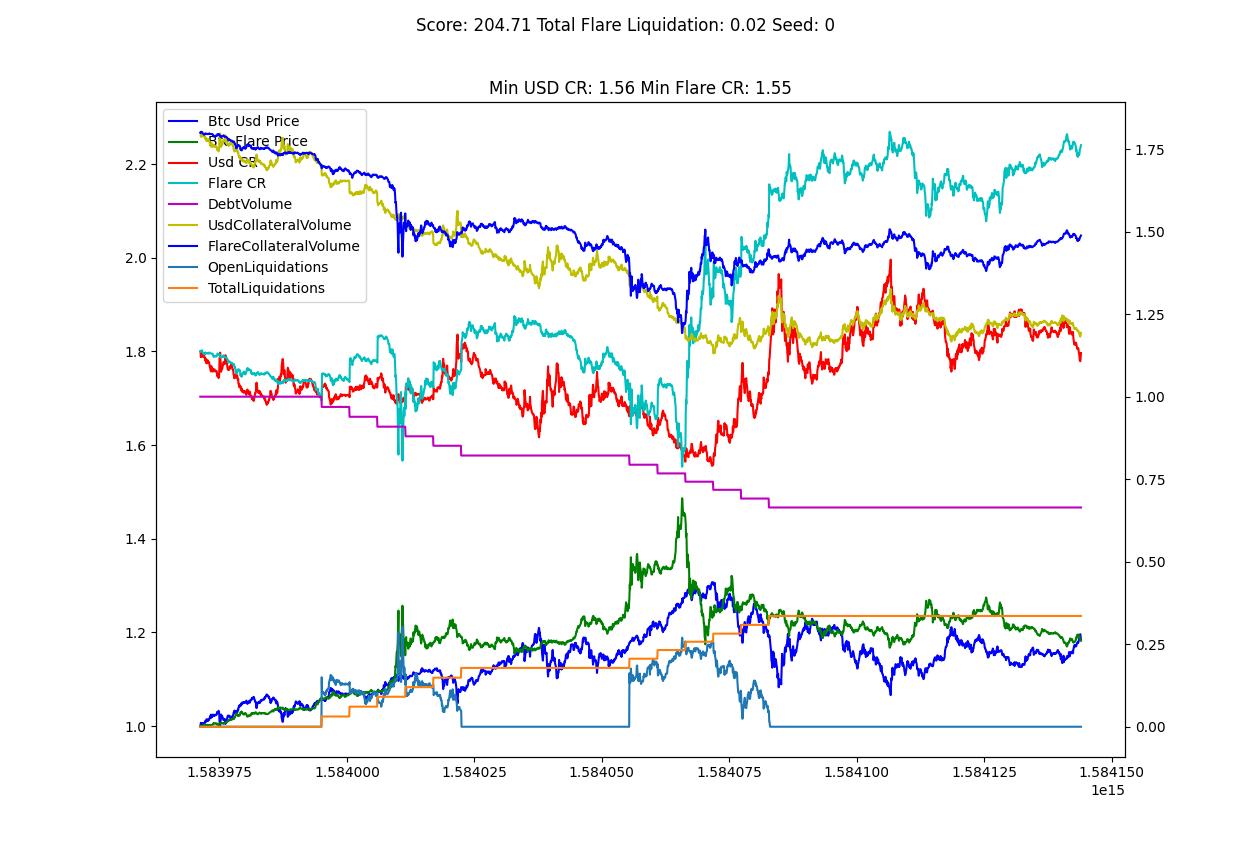 Score: 204.71 Total Flare Liquidation: 0.02 Seed: 0
Min USD CR: 1.56 Min Flare CR: 1.55
Btc Usd Price
Btc Flare Price
Usd CR
Flare CR
DebtVolume
UsdCollateralVolume
FlareCollateralVolume
OpenLiquidations
TotalLiquidations
2.2
2.0
1.8
1.6
1.4
1.2
1.0
1.75
1.50
1.25
1.00
0.75
0.50
0.25
0.00
1.583975 1.584000 1.584025 1.584050 1.584075 1.584100 1.584125 1.584150
1e15